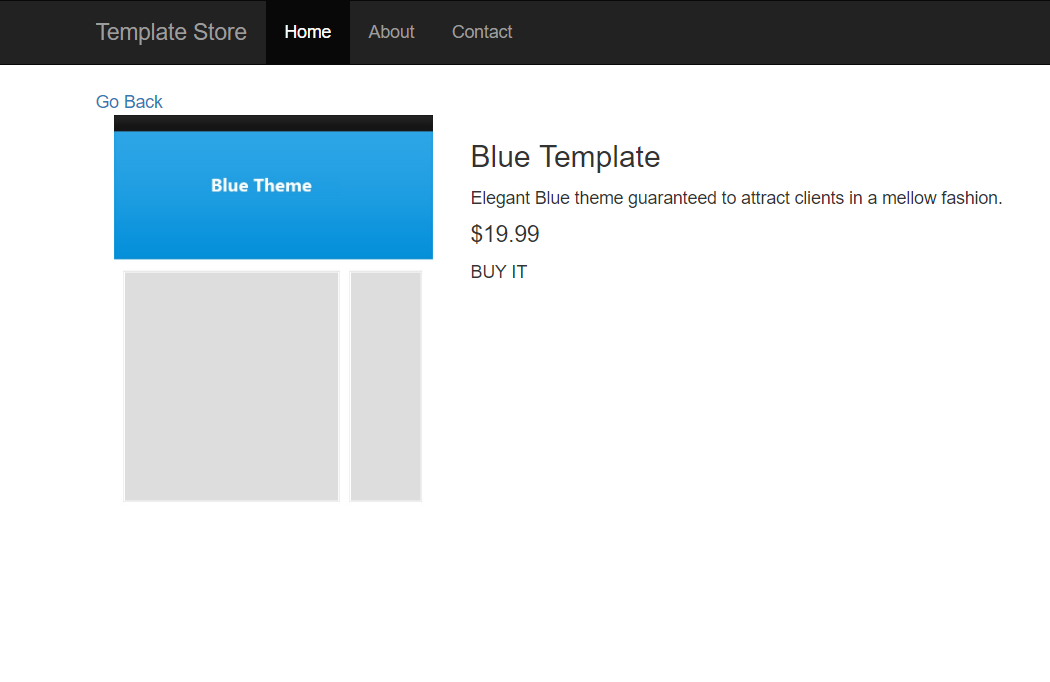 Template Store Home About Contact
Go Back
Blue Theme
Blue Template
Elegant Blue theme guaranteed to attract clients in a mellow fashion.
$19.99
BUY IT